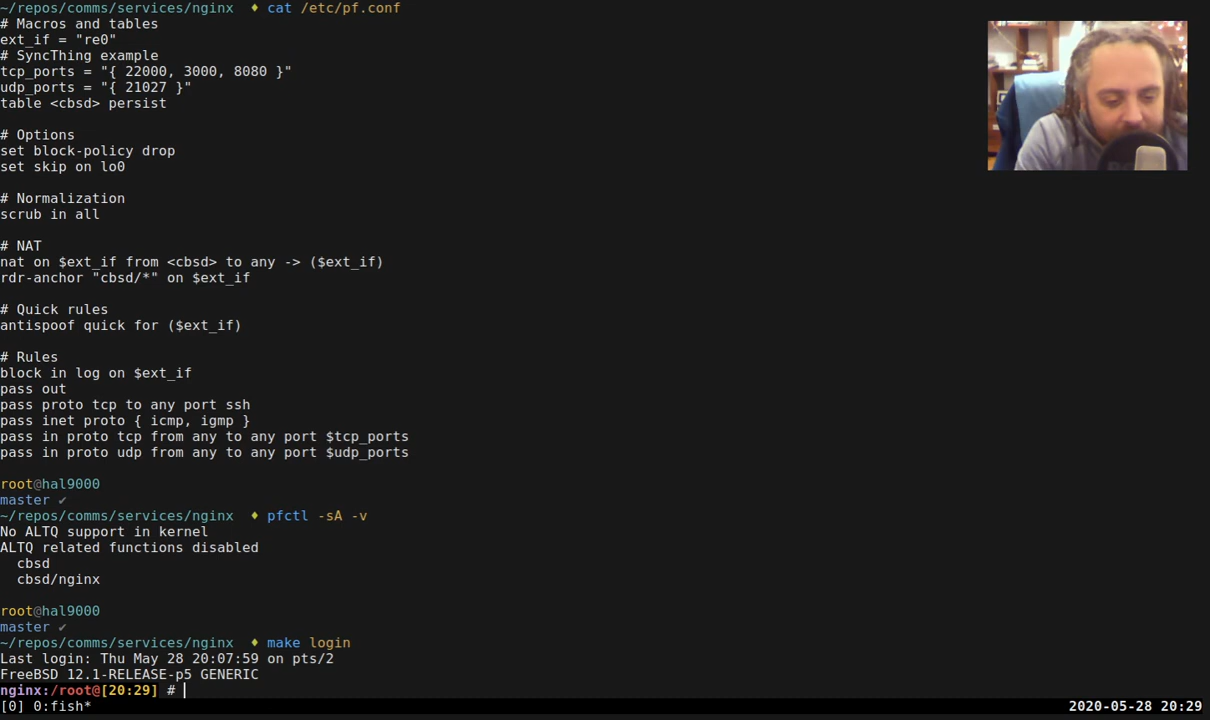 ~/repos/comms/services/nginx ♦ cat /etc/pf.conf
# Macros and tables
ext_if = "re0"
# SyncThing example
tcp_ports = "{ 22000, 3000, 8080 }"
udp_ports = "{ 21027 }"
table <cbsd> persist

# Options
set block-policy drop
set skip on lo0

# Normalization
scrub in all

# NAT
nat on $ext_if from <cbsd> to any -> ($ext_if)
rdr-anchor "cbsd/*" on $ext_if

# Quick rules
antispoof quick for ($ext_if)

# Rules
block in log on $ext_if
pass out
pass proto tcp to any port ssh
pass inet proto { icmp, igmp }
pass in proto tcp from any to any port $tcp_ports
pass in proto udp from any to any port $udp_ports

root@hal9000
master ✔
~/repos/comms/services/nginx ♦ pfctl -sA -v
No ALTQ support in kernel
ALTQ related functions disabled
  cbsd
  cbsd/nginx

root@hal9000
master ✔
~/repos/comms/services/nginx ♦ make login
Last login: Thu May 28 20:07:59 on pts/2
FreeBSD 12.1-RELEASE-p5 GENERIC
nginx:/root@[20:29] #
[0] 0:fish* 2020-05-28 20:29